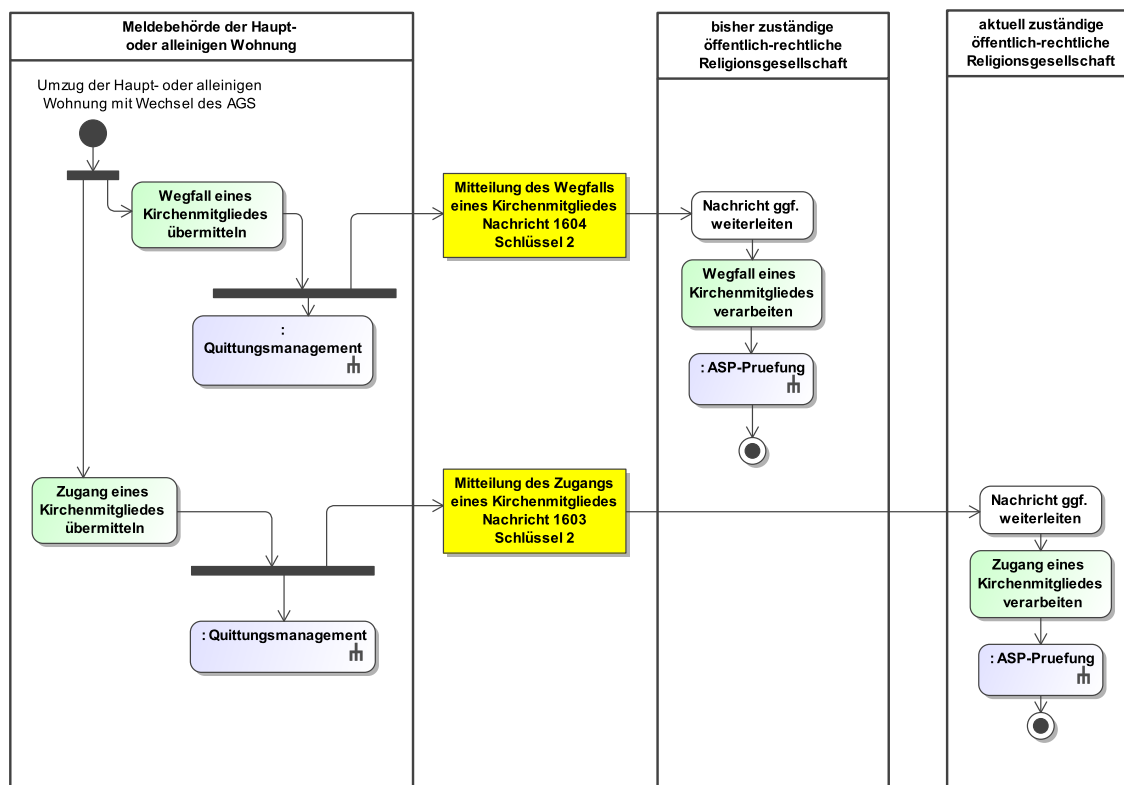 Meldebehörde der Haupt-
oder alleinigen Wohnung
bisher zuständige
öffentlich-rechtliche
Religionsgesellschaft
aktuell zuständige
öffentlich-rechtliche
Religionsgesellschaft
Umzug der Haupt- oder alleinigen
Wohnung mit Wechsel des AGS
Wegfall eines
Kirchenmitgliedes
übermitteln
Mitteilung des Wegfalls
eines Kirchenmitgliedes
Nachricht 1604
Schlüssel 2
Nachricht ggf.
weiterleiten
Wegfall eines
Kirchenmitgliedes
verarbeiten
:
Quittungsmanagement
: ASP-Pruefung
Zugang eines
Kirchenmitgliedes
übermitteln
Mitteilung des Zugangs
eines Kirchenmitgliedes
Nachricht 1603
Schlüssel 2
Nachricht ggf.
weiterleiten
Zugang eines
Kirchenmitgliedes
verarbeiten
: Quittungsmanagement
: ASP-Pruefung